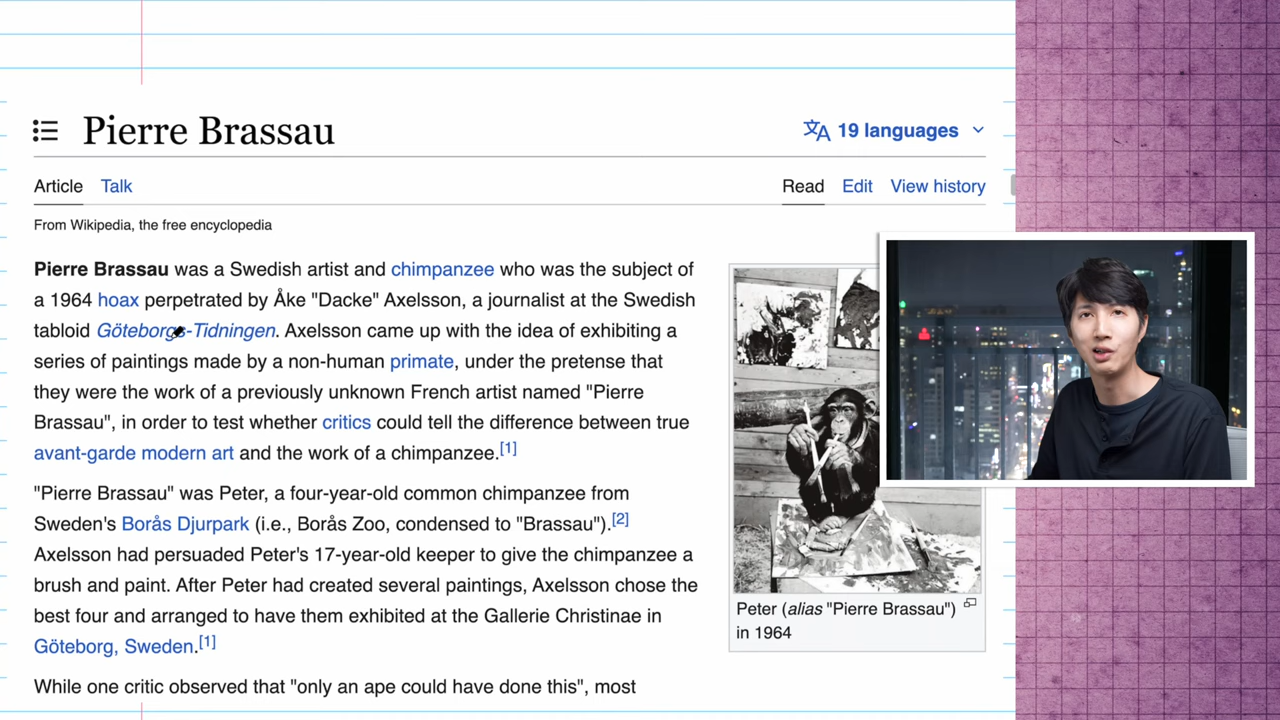 Pierre Brassau
19 languages
Article Talk
Read Edit View history
From Wikipedia, the free encyclopedia
Pierre Brassau was a Swedish artist and chimpanzee who was the subject of
a 1964 hoax perpetrated by Åke "Dacke" Axelsson, a journalist at the Swedish
tabloid Göteborgs-Tidningen. Axelsson came up with the idea of exhibiting a
series of paintings made by a non-human primate, under the pretense that
they were the work of a previously unknown French artist named "Pierre
Brassau", in order to test whether critics could tell the difference between true
avant-garde modern art and the work of a chimpanzee.[1]
"Pierre Brassau" was Peter, a four-year-old common chimpanzee from
Sweden's Borås Djurpark (i.e., Borås Zoo, condensed to "Brassau").[2]
Axelsson had persuaded Peter's 17-year-old keeper to give the chimpanzee a
brush and paint. After Peter had created several paintings, Axelsson chose the
best four and arranged to have them exhibited at the Gallerie Christinae in
Göteborg, Sweden.[1]
While one critic observed that "only an ape could have done this", most
Peter (alias "Pierre Brassau")
in 1964